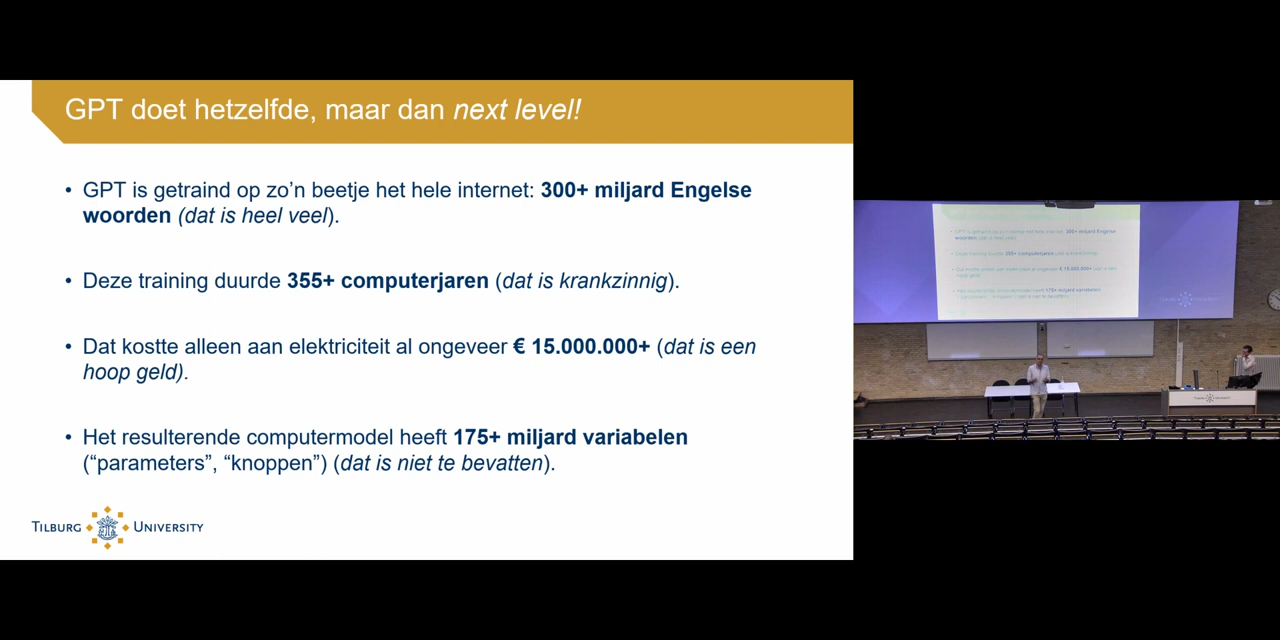 GPT doet hetzelfde, maar dan next level!
• GPT is getraind op zo’n beetje het hele internet: 300+ miljard Engelse
woorden (dat is heel veel).
• Deze training duurde 355+ computerjaren (dat is krankzinnig).
• Dat kostte alleen aan elektriciteit al ongeveer € 15.000.000+ (dat is een
hoop geld).
• Het resulterende computermodel heeft 175+ miljard variabelen
(“parameters”, “knoppen”) (dat is niet te bevatten).
TILBURG UNIVERSITY